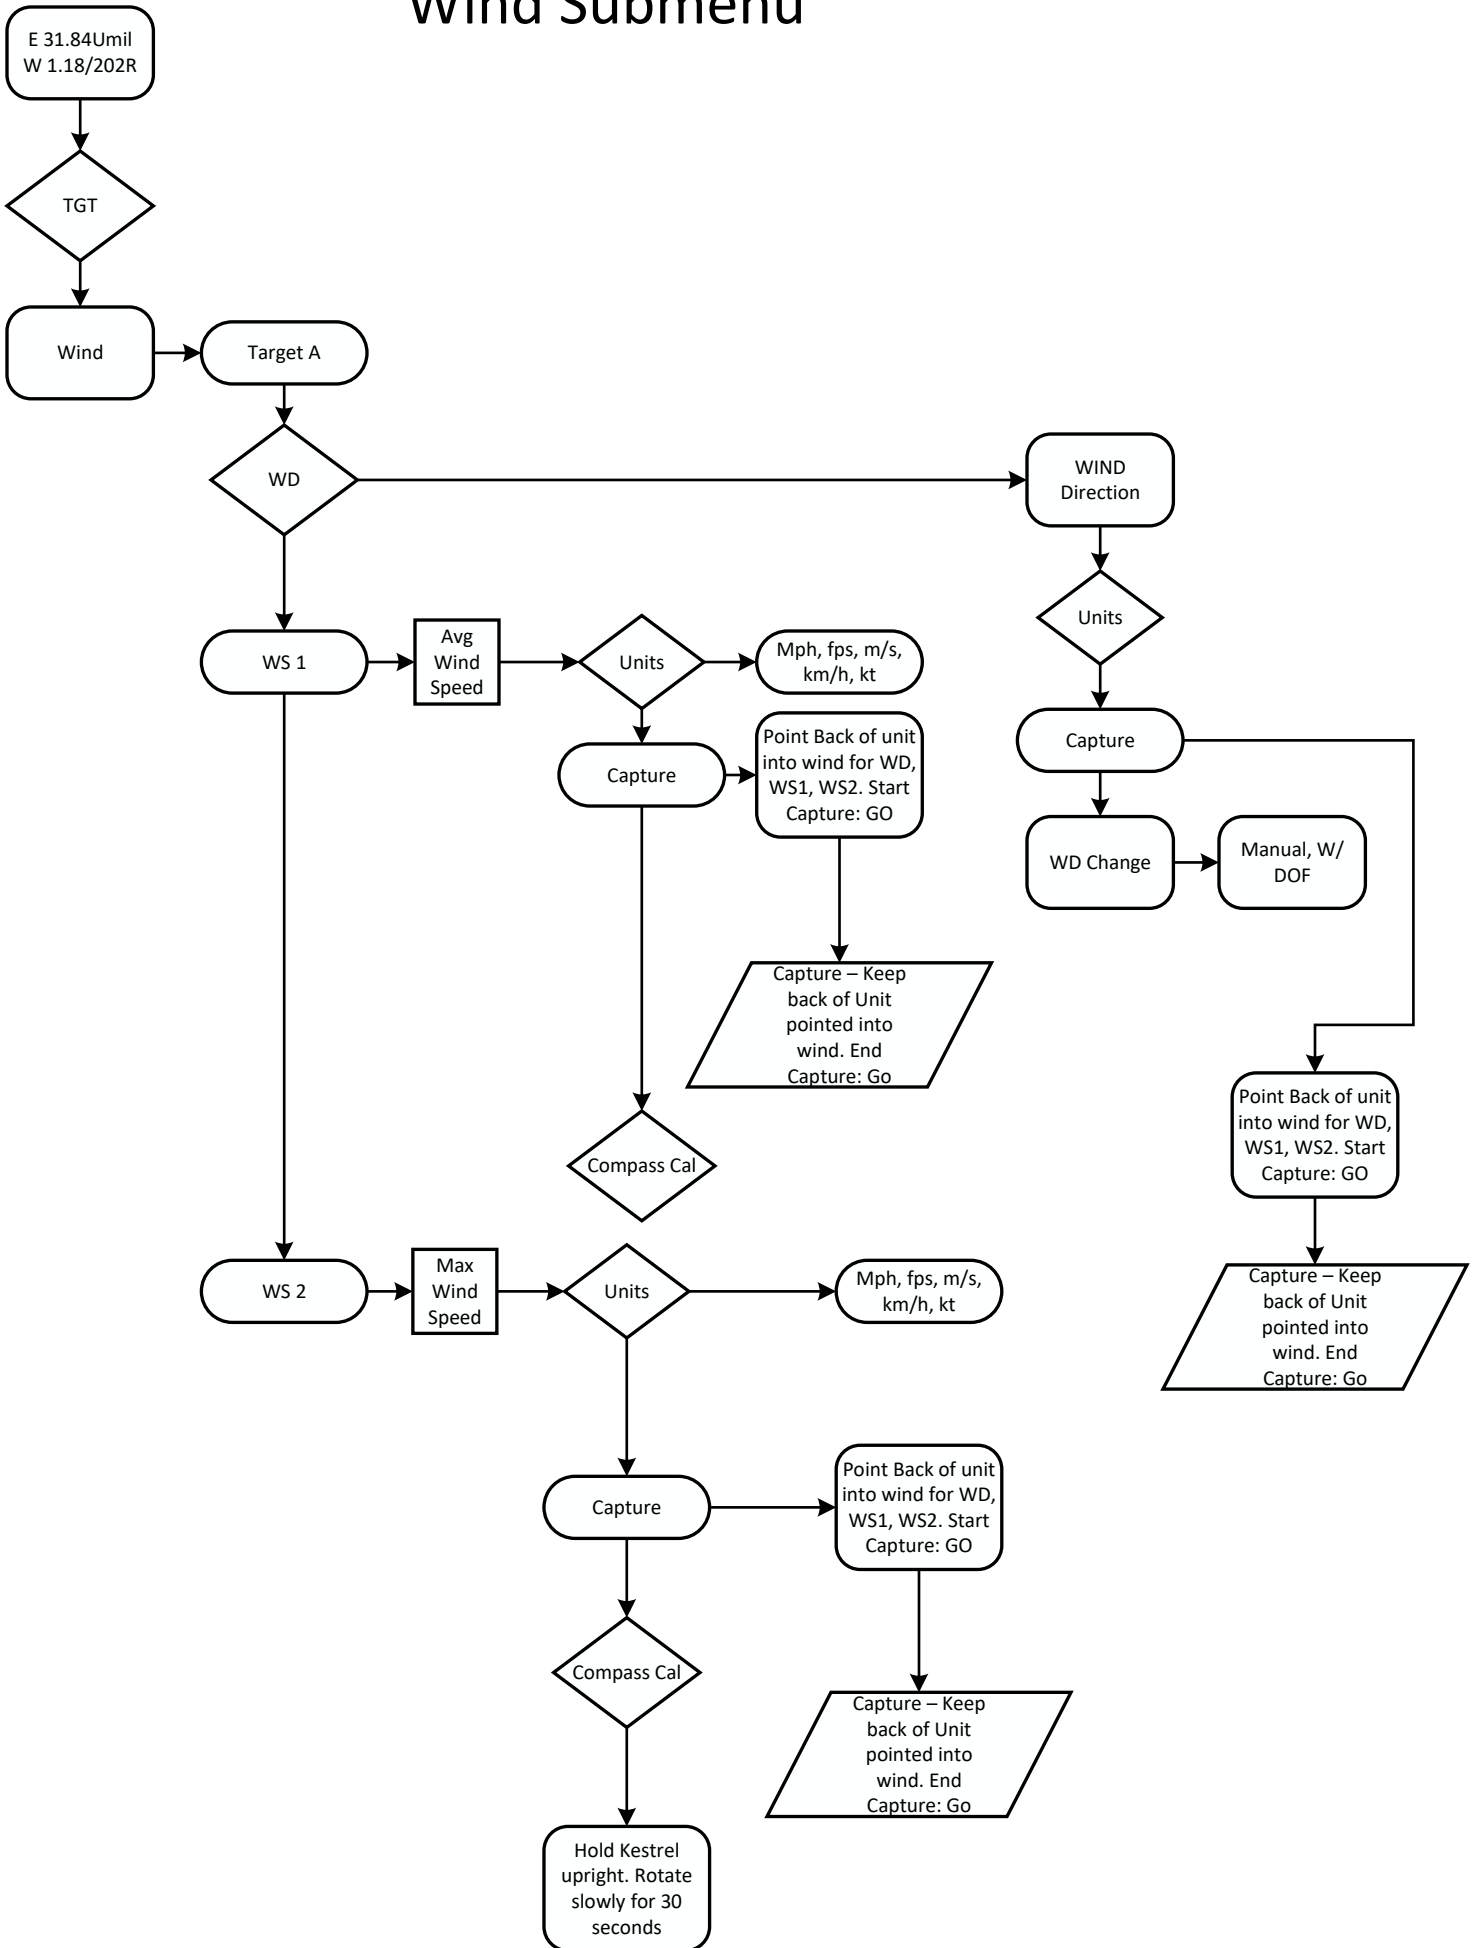 Wind Submenu
E 31.84Umil
W 1.18/202R
TGT
Wind
Target A
WD
WIND
Direction
Units
Capture
WD Change
Manual, W/
DOF
Point Back of unit
into wind for WD,
WS1, WS2. Start
Capture: GO
Capture – Keep
back of Unit
pointed into
wind. End
Capture: Go
WS 1
Avg
Wind
Speed
Units
Mph, fps, m/s,
km/h, kt
Capture
Point Back of unit
into wind for WD,
WS1, WS2. Start
Capture: GO
Capture – Keep
back of Unit
pointed into
wind. End
Capture: Go
Compass Cal
WS 2
Max
Wind
Speed
Units
Mph, fps, m/s,
km/h, kt
Capture
Point Back of unit
into wind for WD,
WS1, WS2. Start
Capture: GO
Capture – Keep
back of Unit
pointed into
wind. End
Capture: Go
Compass Cal
Hold Kestrel
upright. Rotate
slowly for 30
seconds